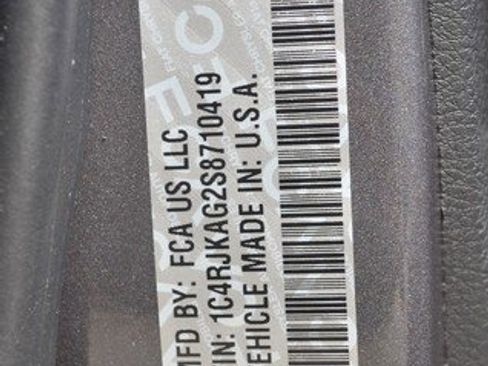 MFD BY: FCA US LLC
VIN: 1C4RJKAG2S8710419
VEHICLE MADE IN: U.S.A.